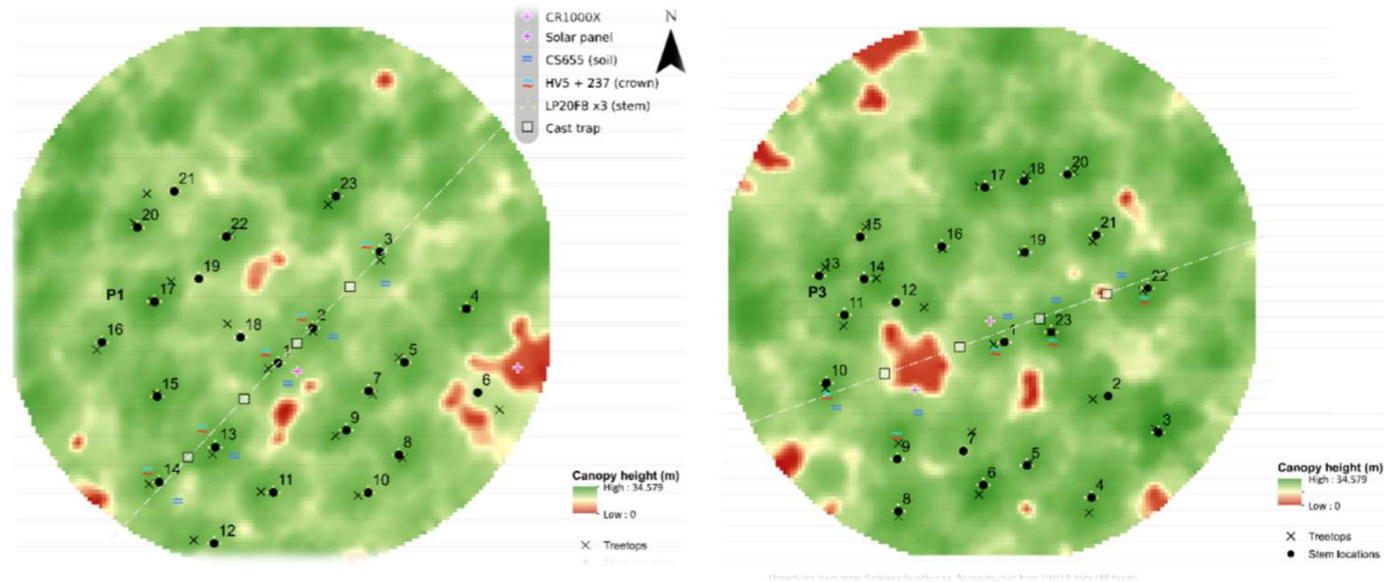 CR1000X
Solar panel
CS655 (soil)
HV5 + 237 (crown)
LP20FB x3 (stem)
Cast trap
N
21
23
20
22
3
19
P1
17
4
2
16
18
1
5
7
6
15
9
13
8
14
11
10
12
Canopy height (m)
High : 34.579
Low : 0
Treetops
20
18
17
21
15
16
19
13
14
22
P3
12
11
23
1
10
2
3
7
9
5
6
4
8
Canopy height (m)
High : 34.579
Low : 0
Treetops
Stem locations